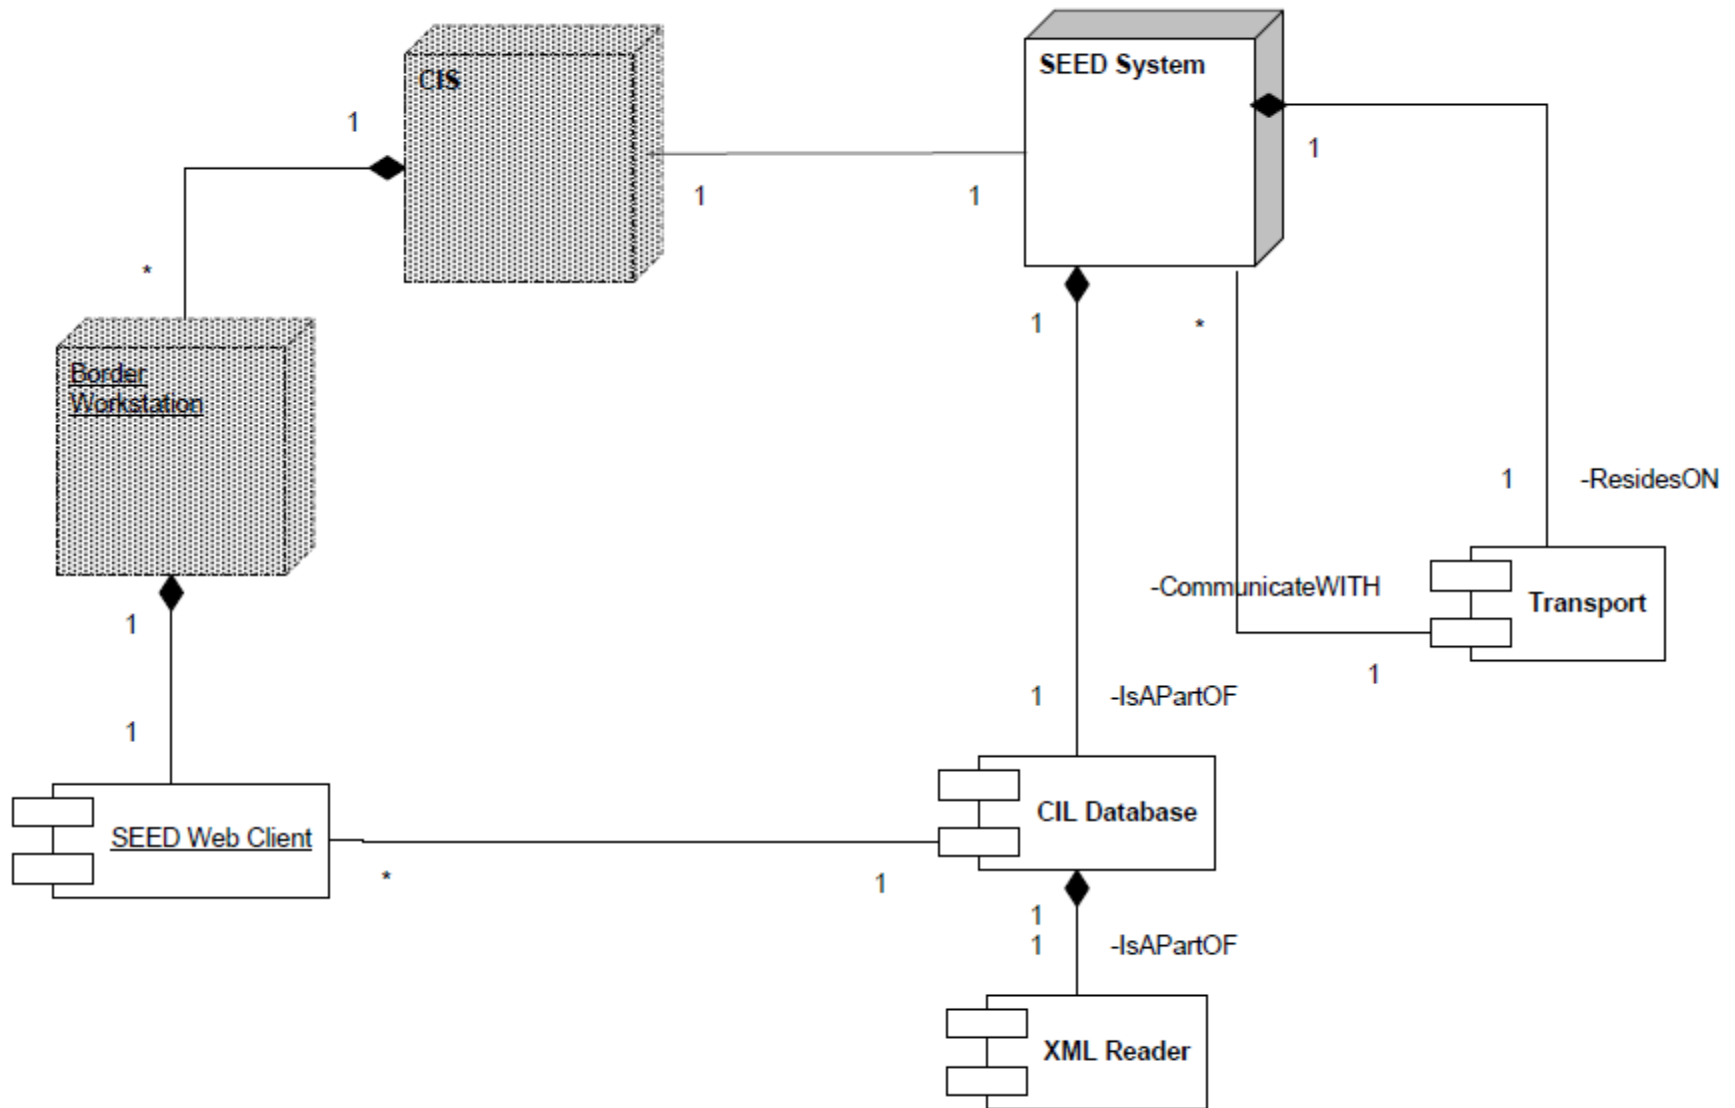 CIS
SEED System
1
1
1
1
*
1
*
Border
Workstation
1
-ResidesON
-CommunicateWITH
Transport
1
1
1
-IsAPartOF
1
SEED Web Client
CIL Database
*
1
1
1
-IsAPartOF
XML Reader